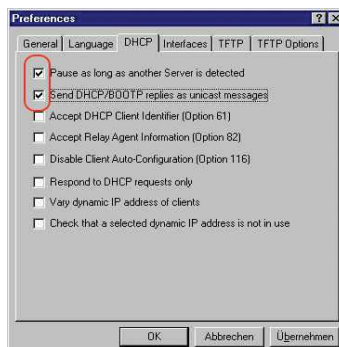 Preferences
General Language DHCP Interfaces TFTP TFTP Options
Pause as long as another Server is detected
Send DHCP/BOOTP replies as unicast messages
Accept DHCP Client Identifier (Option 61)
Accept Relay Agent Information (Option 82)
Disable Client Auto-Configuration (Option 116)
Respond to DHCP requests only
Vary dynamic IP address of clients
Check that a selected dynamic IP address is not in use
OK Abbrechen Übernehmen